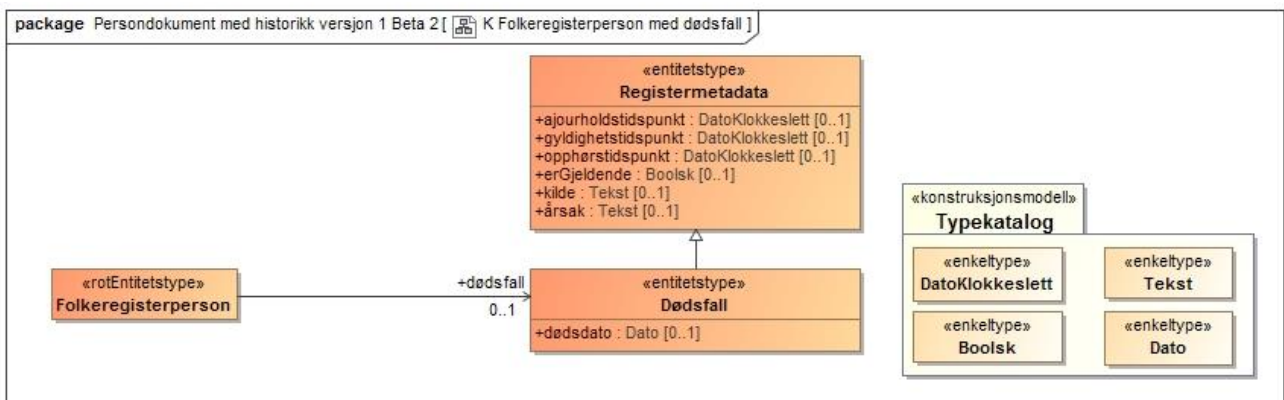 package Persondokument med historikk versjon 1 Beta 2 [ K Folkeregisterperson med dødsfall ]
«entitetstype»
Registermetadata
+ajourholdstidspunkt : DatoKlokkeslett [0..1]
+gyldighetstidspunkt : DatoKlokkeslett [0..1]
+opphørstidspunkt : DatoKlokkeslett [0..1]
+erGjeldende : Boolsk [0..1]
+kilde : Tekst [0..1]
+årsak : Tekst [0..1]
«rotEntitetstype»
Folkeregisterperson
+dødsfall
0..1
«entitetstype»
Dødsfall
+dødsdato : Dato [0..1]
«konstruksjonsmodell»
Typekatalog
«enkeltype»
DatoKlokkeslett
«enkeltype»
Tekst
«enkeltype»
Boolsk
«enkeltype»
Dato